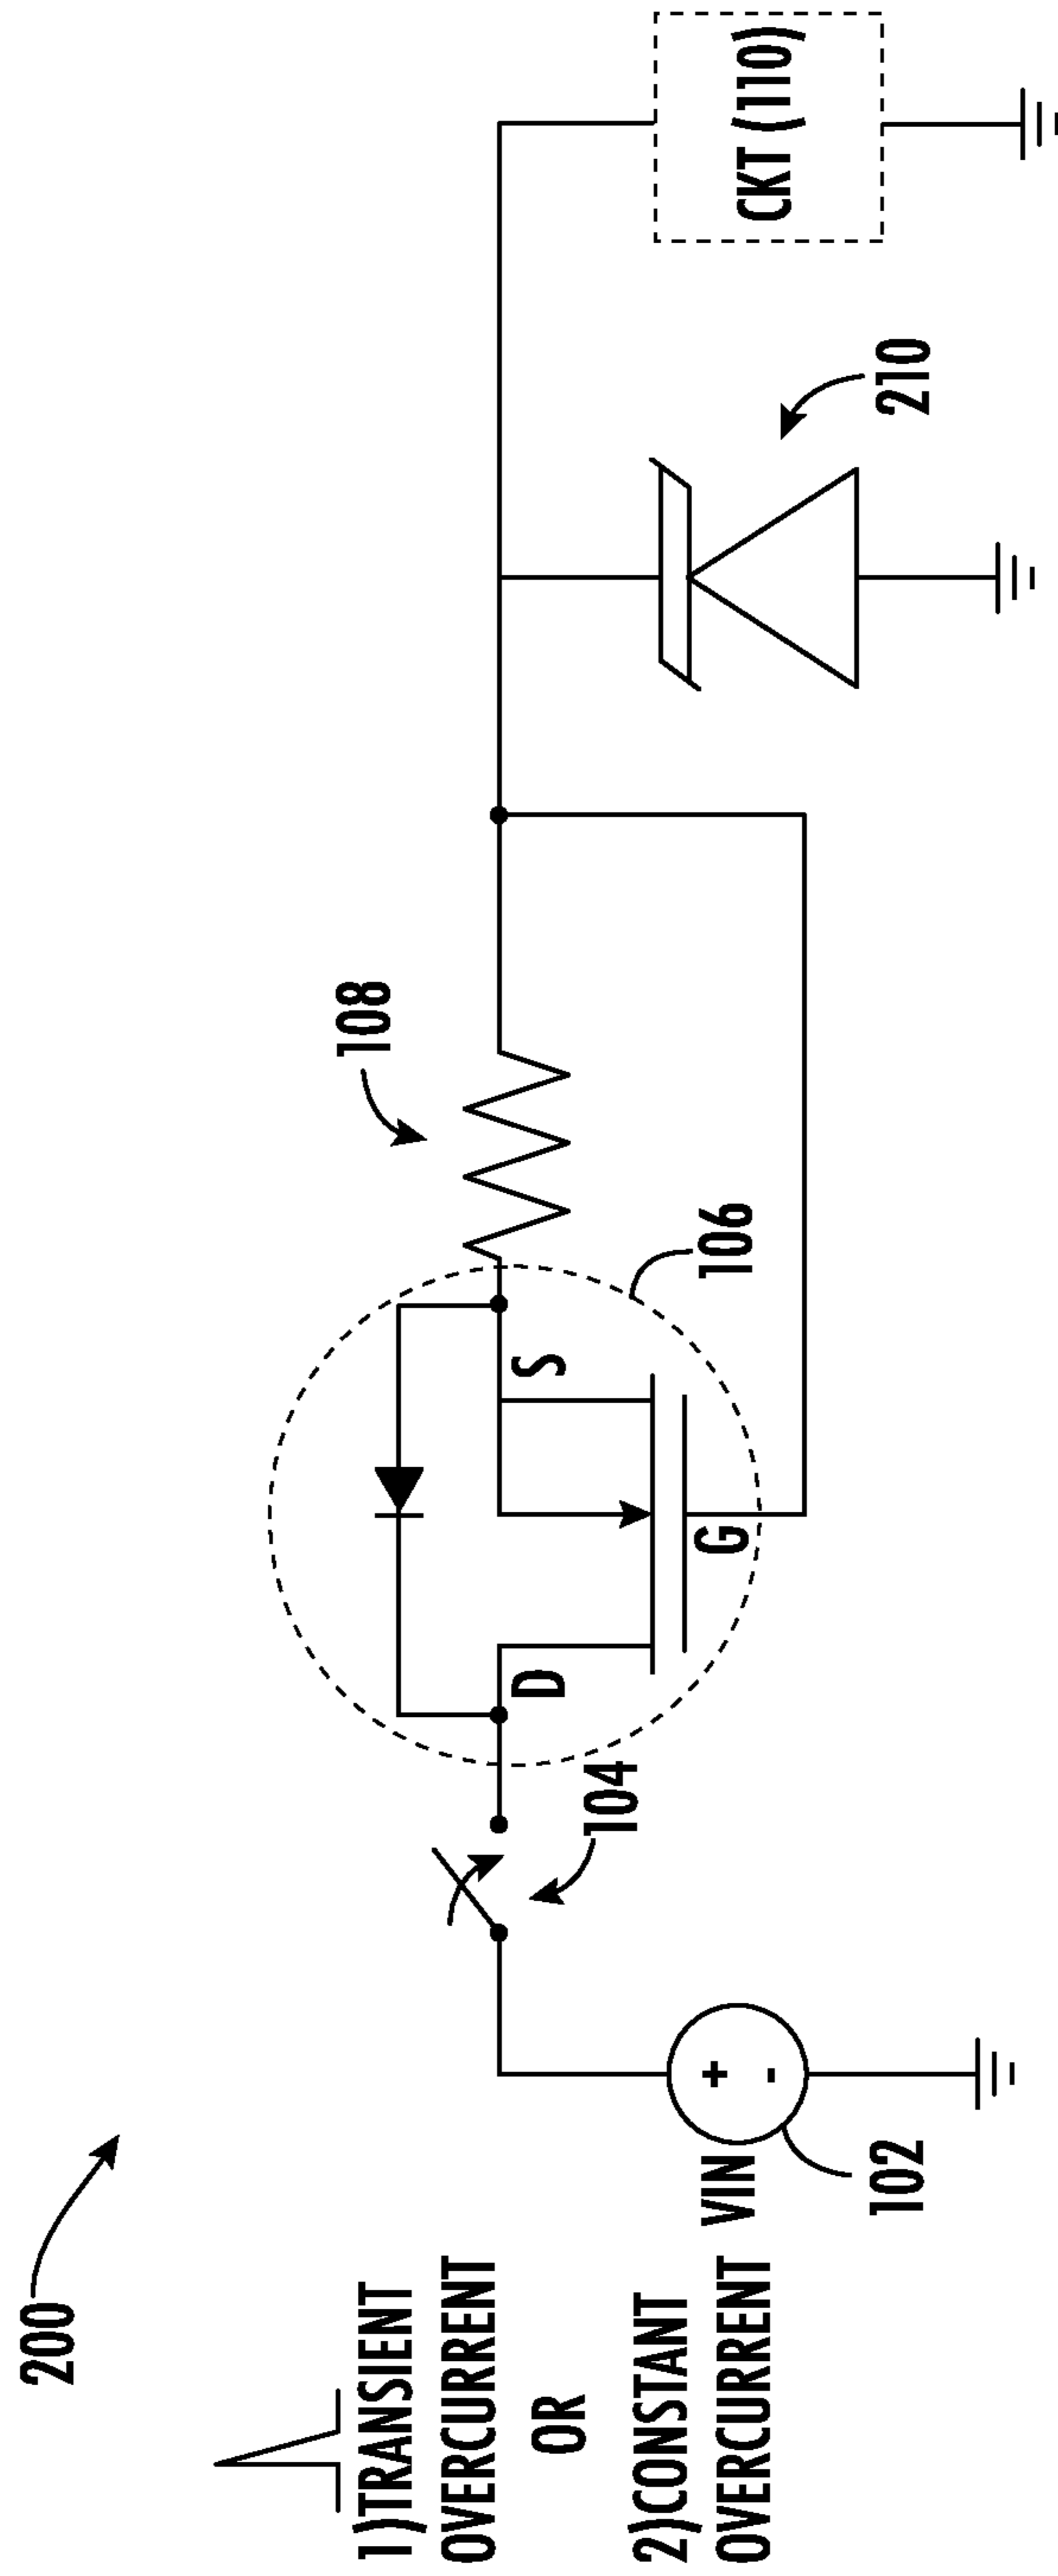 200
1)TRANSIENT
OVERCURRENT
OR
2)CONSTANT
OVERCURRENT
VIN
+
-
102
104
D
G
S
106
108
210
CKT (110)